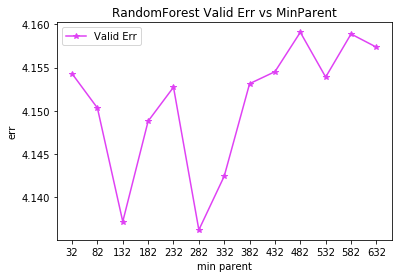 RandomForest Valid Err vs MinParent
Valid Err
4.160
4.155
4.150
4.145
4.140
err
32 82 132 182 232 282 332 382 432 482 532 582 632
min parent